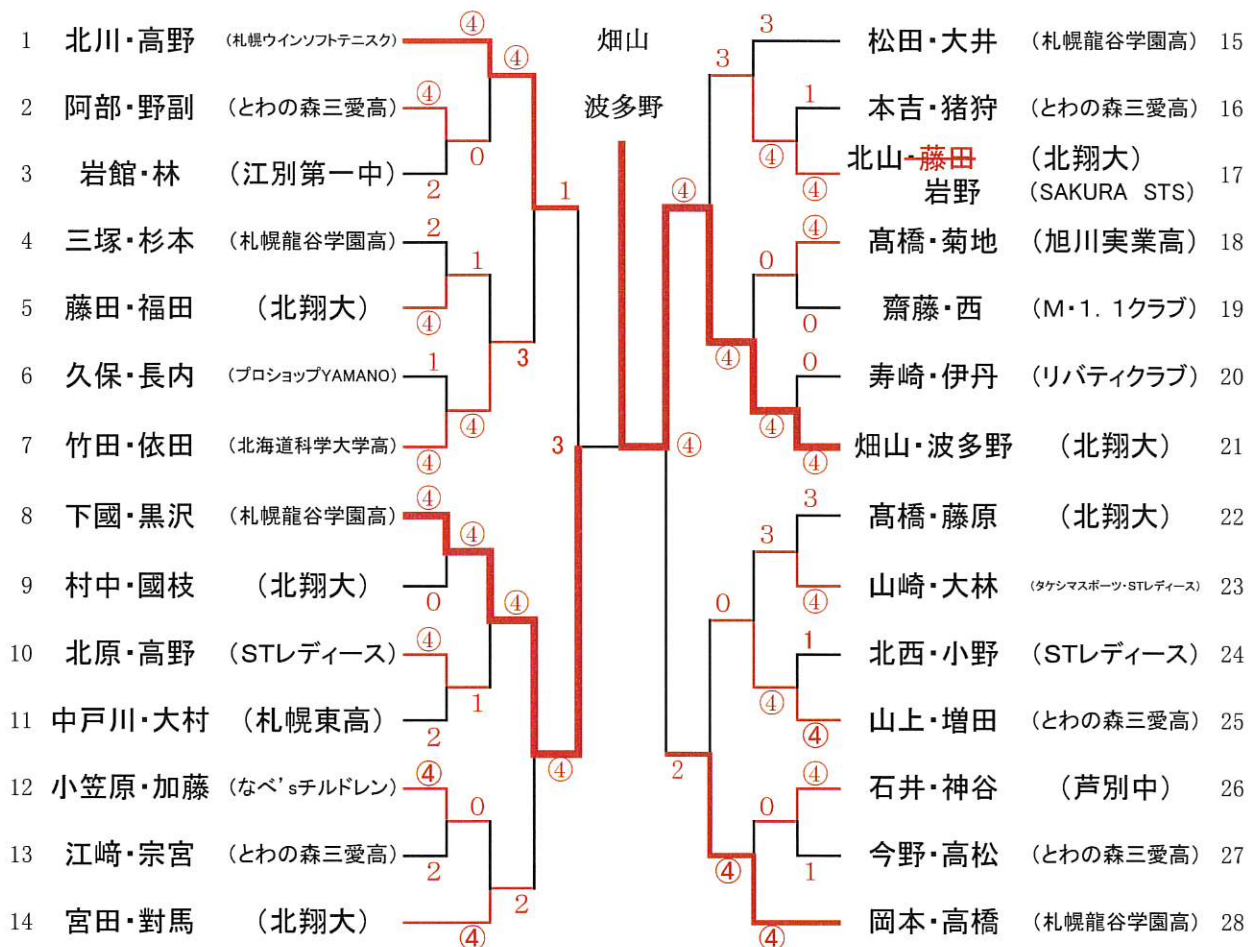 1 北川・高野 (札幌ウインソフトテニスク) ④
2 阿部・野副 (とわの森三愛高) ④
3 岩館・林 (江別第一中) 2
4 三塚・杉本 (札幌龍谷学園高) 2
5 藤田・福田 (北翔大) ④
6 久保・長内 (プロショップYAMANO) 1
7 竹田・依田 (北海道科学大学高) ④
8 下國・黒沢 (札幌龍谷学園高) ④
9 村中・國枝 (北翔大) 0
10 北原・高野 (STレディース) ④
11 中戸川・大村 (札幌東高) 2
12 小笠原・加藤 (なべ'sチルドレン) ④
13 江﨑・宗宮 (とわの森三愛高) 2
14 宮田・對馬 (北翔大) ④
④
0
1
④
④
1
0
1
3
④
2
④
3
畑山
波多野
④
④
2
3
④
0
④
④
0
④
3
④
0
3 松田・大井 (札幌龍谷学園高) 15
1 本吉・猪狩 (とわの森三愛高) 16
④ 北山・藤田 (北翔大) 17
岩野 (SAKURA STS)
④髙橋・菊地 (旭川実業高) 18
0 齋藤・西 (M・1.1クラブ) 19
0 寿崎・伊丹 (リバティクラブ) 20
④ 畑山・波多野 (北翔大) 21
3 髙橋・藤原 (北翔大) 22
④ 山崎・大林 (タケシマスポーツ・STレディース) 23
1 北西・小野 (STレディース) 24
④ 山上・増田 (とわの森三愛高) 25
④ 石井・神谷 (芦別中) 26
1 今野・高松 (とわの森三愛高) 27
④ 岡本・高橋 (札幌龍谷学園高) 28